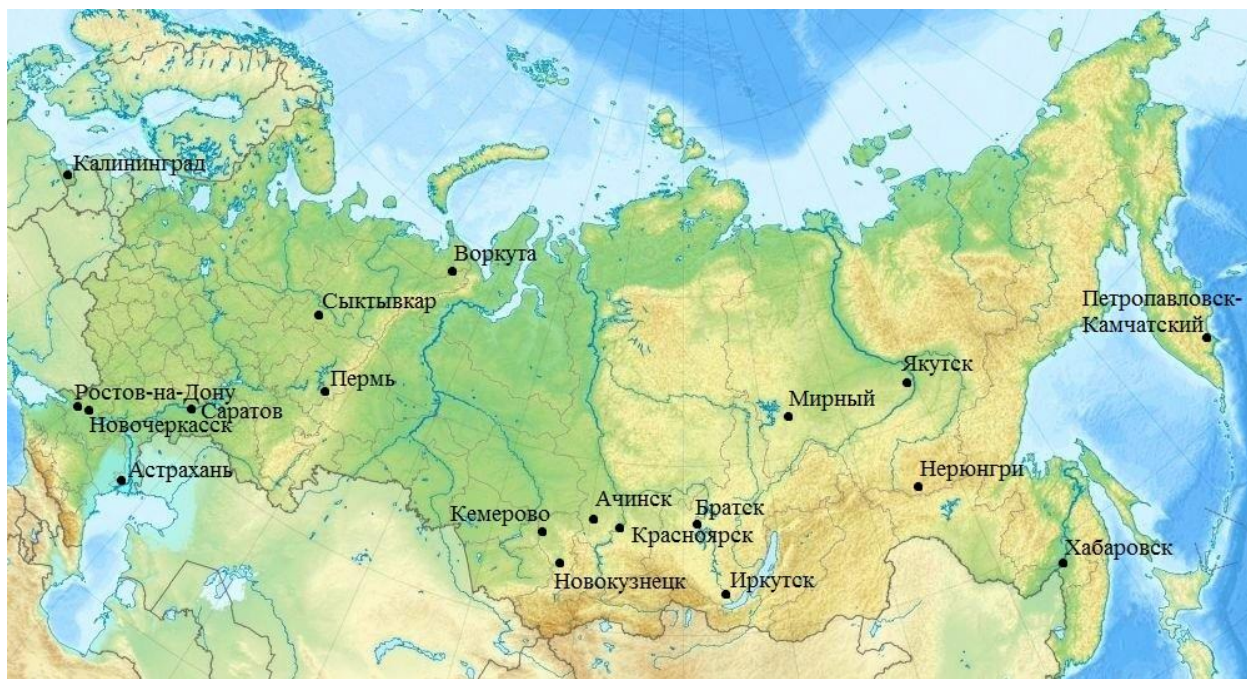 Калининград
Воркута
Сыктывкар
Петропавловск-
Камчатский
Якутск
Пермь
Мирный
Ростов-на-Дону
Саратов
Новочеркасск
Астрахань
Нерюнгри
Ачинск
Братск
Кемерово
Красноярск
Хабаровск
Новокузнецк
Иркутск